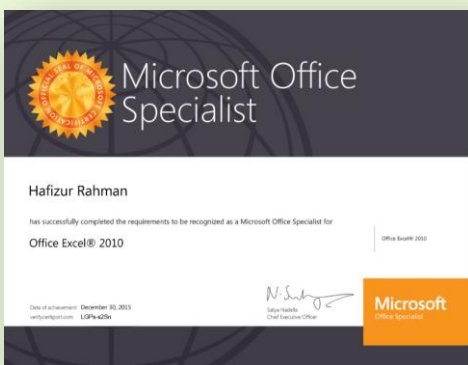 OFFICIAL SEAL OF MICROSOFT CERTIFICATION
Microsoft Office
Specialist
Hafizur Rahman
has successfully completed the requirements to be recognized as a Microsoft Office Specialist for
Office Excel® 2010
Office Excel® 2010
Date of achievement: December 30, 2015
verify.certiport.com
Satya Nadella
Chief Executive Officer
Microsoft
Office Specialist